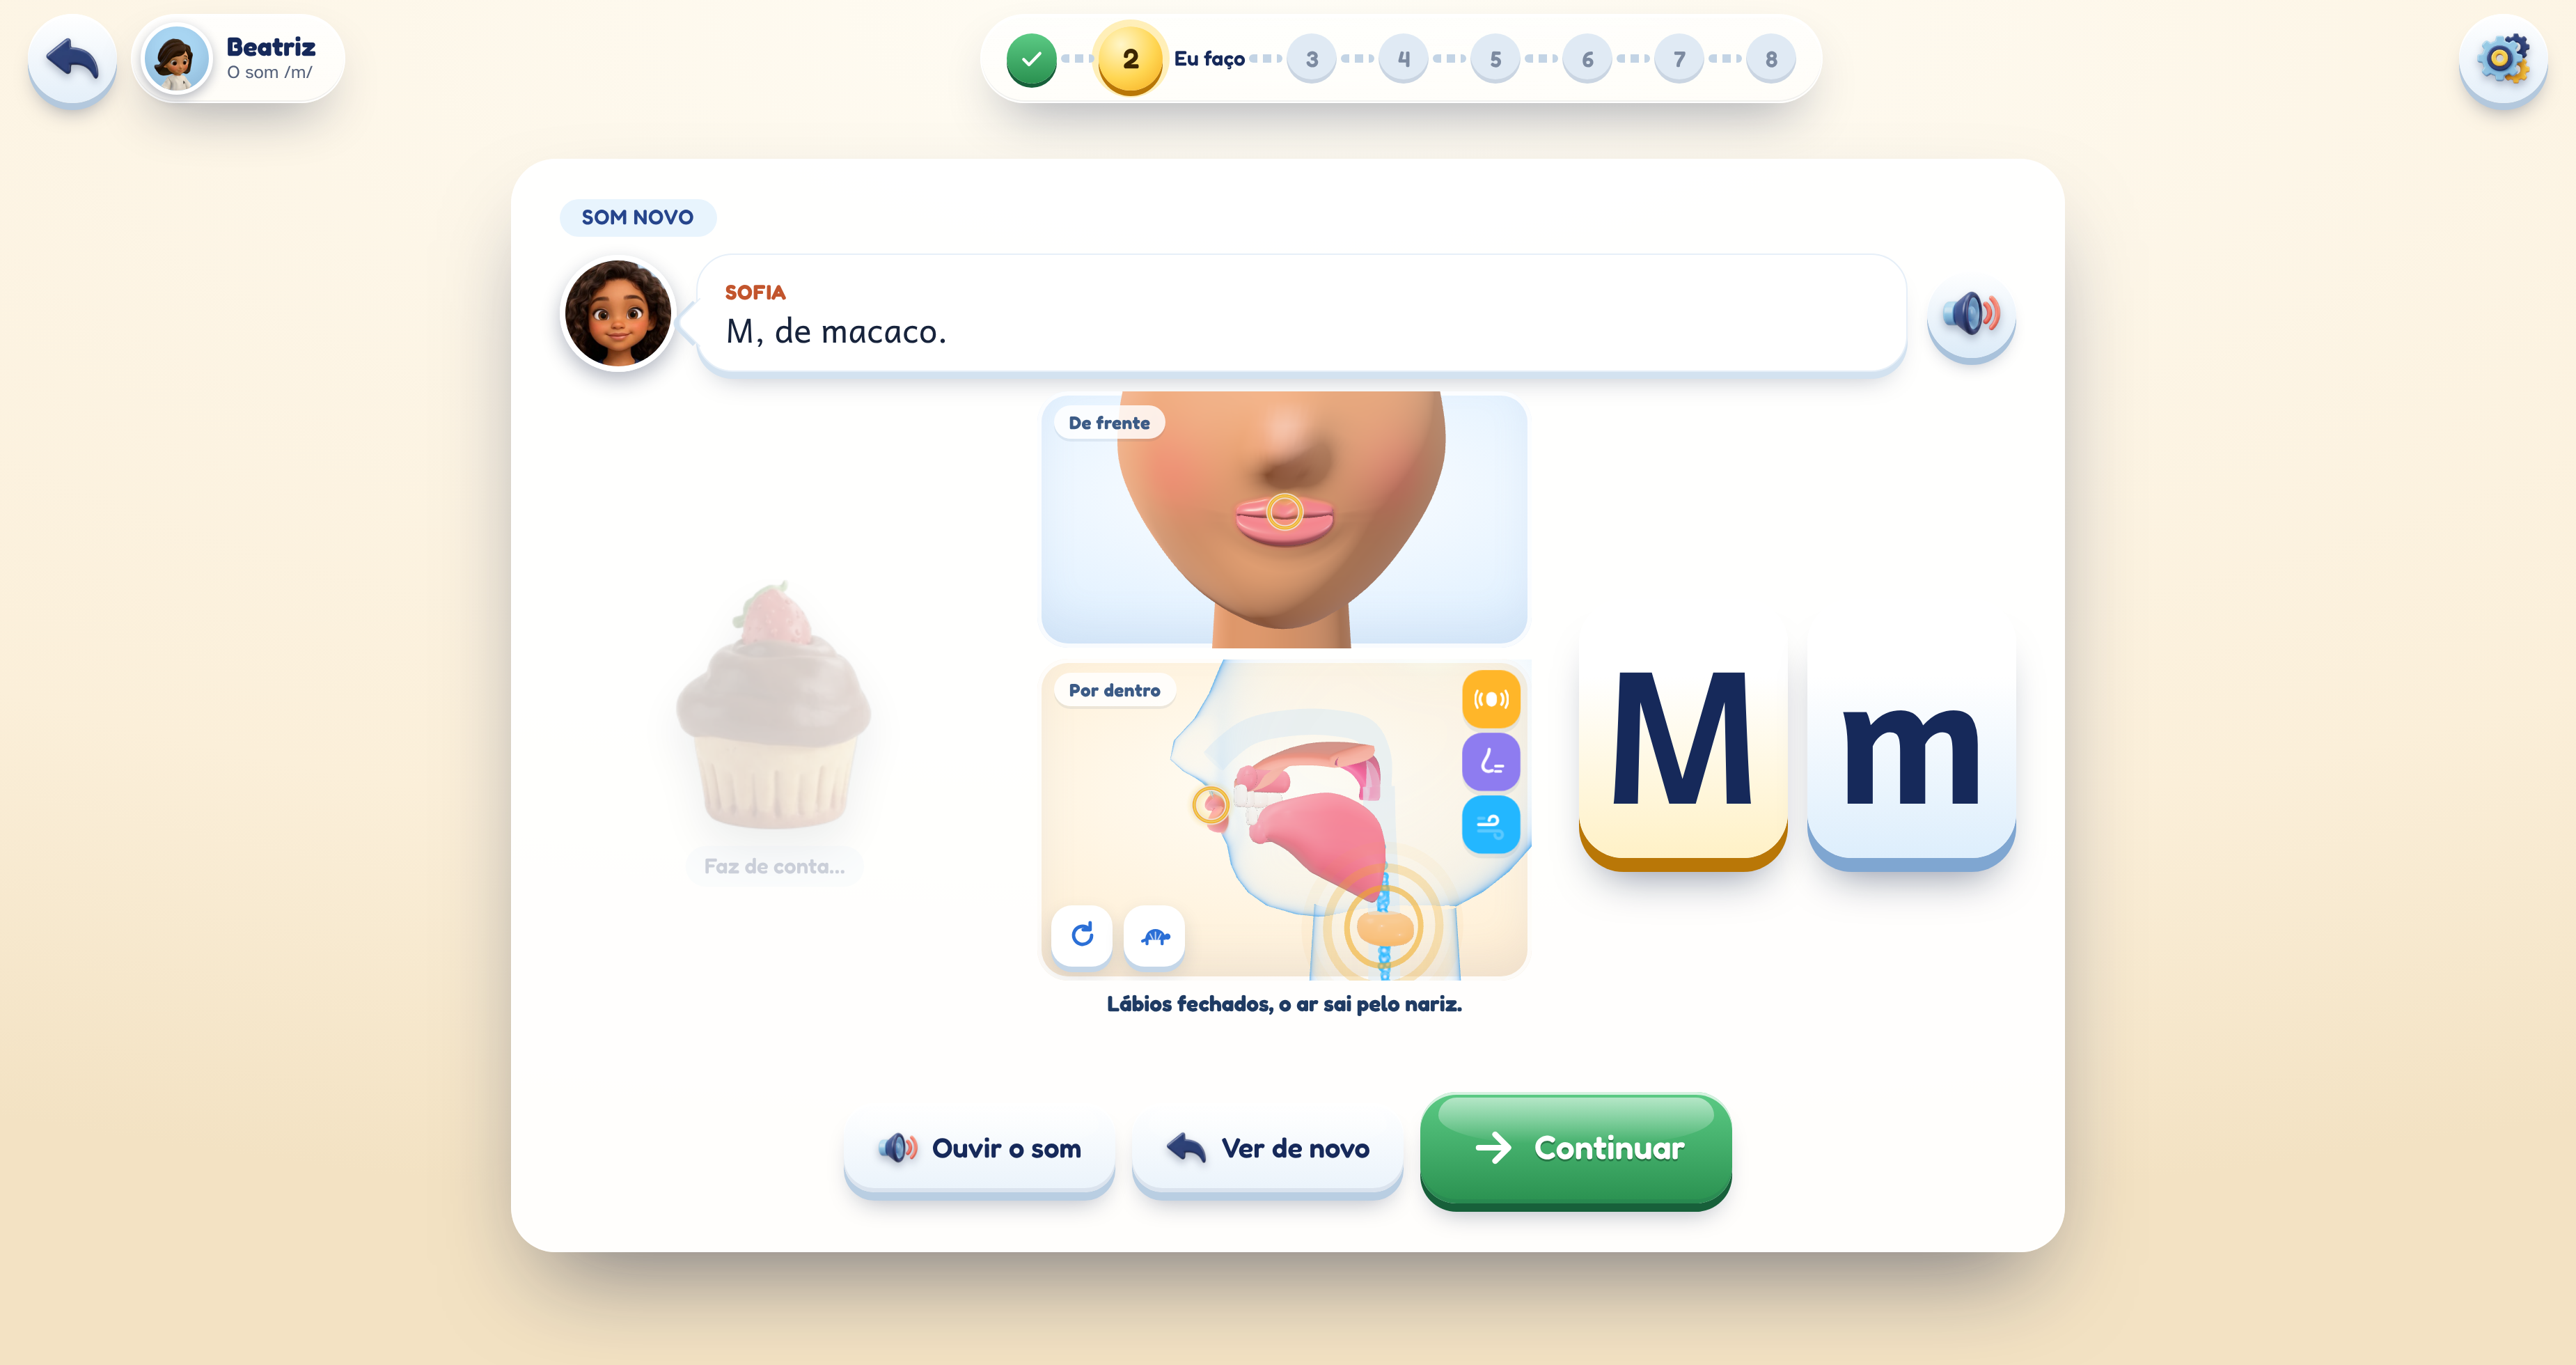 Beatriz
O som /m/
2 Eu faço 3 4 5 6 7 8
SOM NOVO
SOFIA
M, de macaco.
De frente
Por dentro
Faz de conta...
M m
Lábios fechados, o ar sai pelo nariz.
Ouvir o som
Ver de novo
Continuar